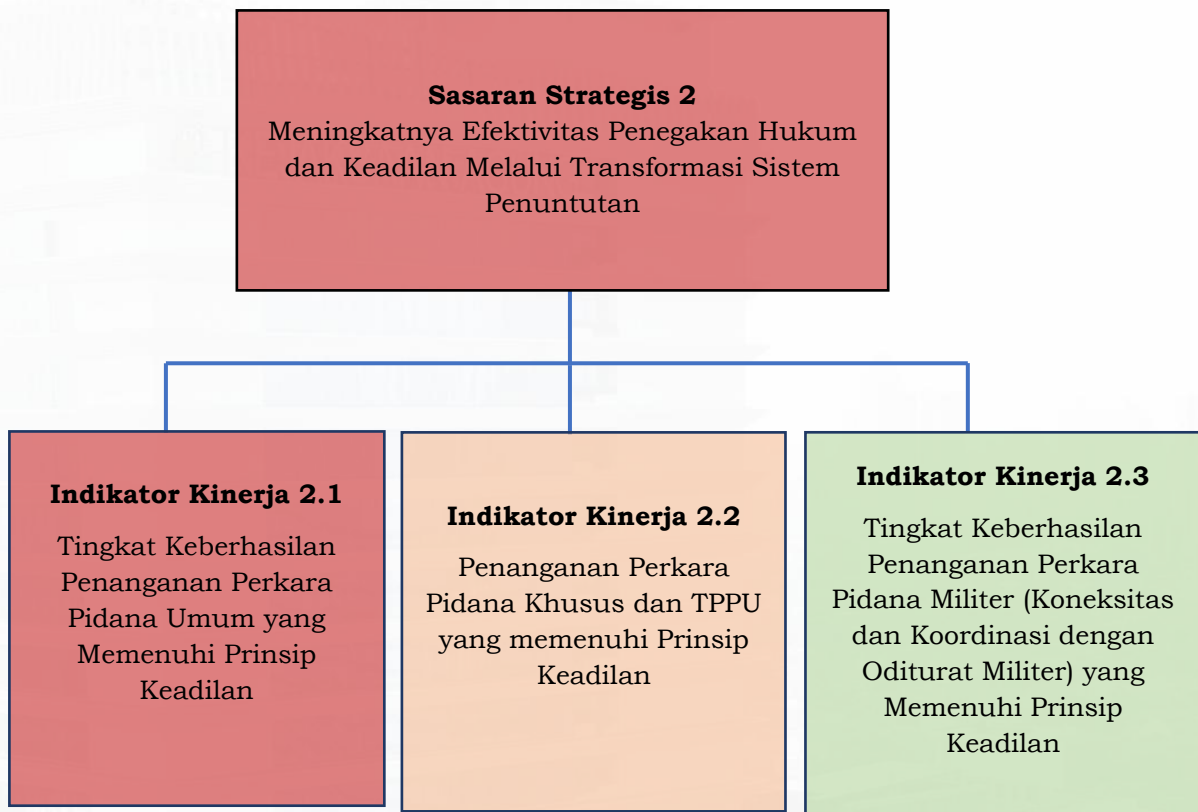 Sasaran Strategis 2
Meningkatnya Efektivitas Penegakan Hukum
dan Keadilan Melalui Transformasi Sistem
Penuntutan
Indikator Kinerja 2.1
Tingkat Keberhasilan
Penanganan Perkara
Pidana Umum yang
Memenuhi Prinsip
Keadilan
Indikator Kinerja 2.2
Penanganan Perkara
Pidana Khusus dan TPPU
yang memenuhi Prinsip
Keadilan
Indikator Kinerja 2.3
Tingkat Keberhasilan
Penanganan Perkara
Pidana Militer (Koneksitas
dan Koordinasi dengan
Oditurat Militer) yang
Memenuhi Prinsip
Keadilan